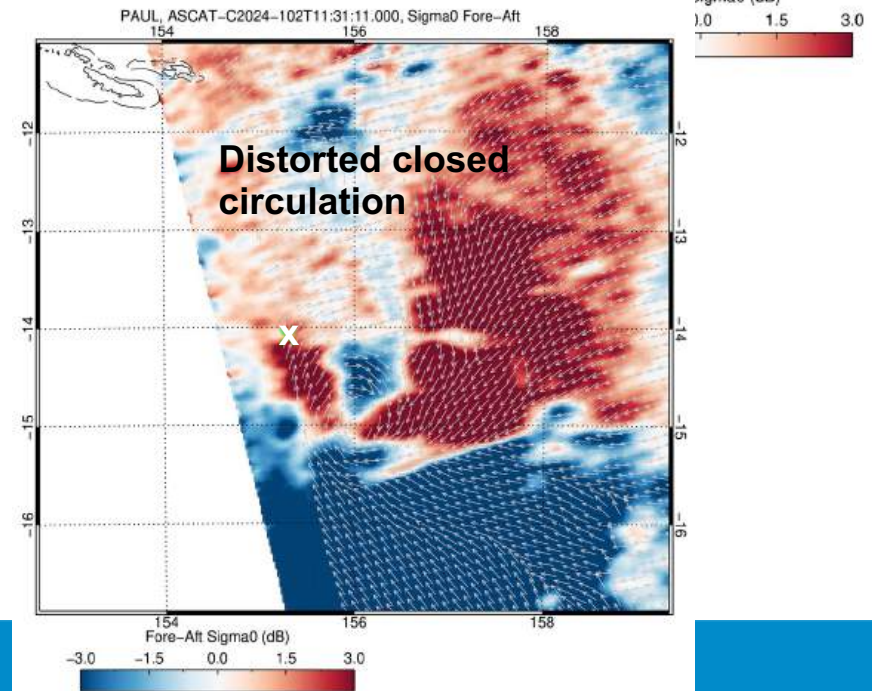 PAUL, ASCAT-C2024-102T11:31:11.000, Sigma0 Fore-Aft
154 156 158
Distorted closed
circulation
-12 -12
-13 -13
-14 -14
x
-15 -15
-16 -16
154 156 158
Fore-Aft Sigma0 (dB)
-3.0 -1.5 0.0 1.5 3.0
(dB)
1.5 3.0